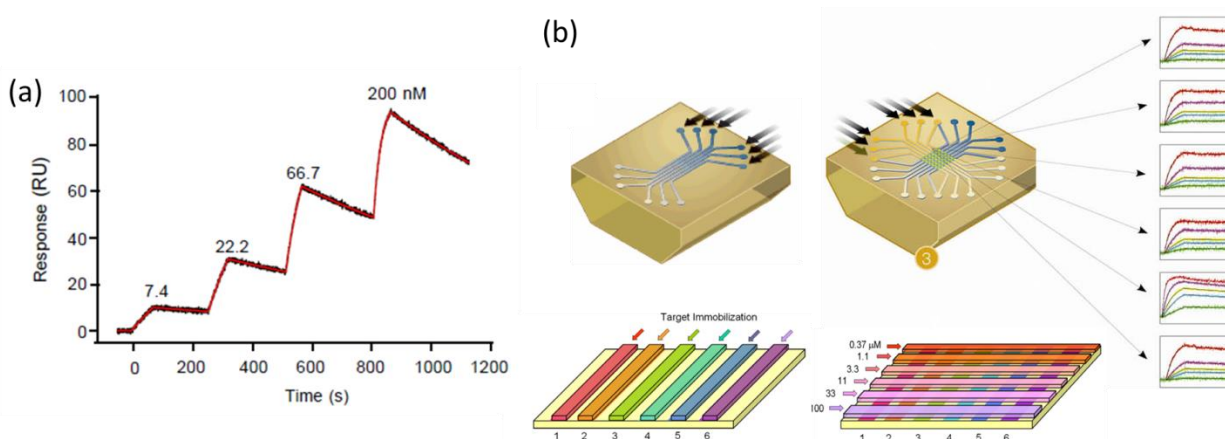 (a)
Response (RU)
100
80
60
40
20
0
7.4
22.2
66.7
200 nM
0 200 400 600 800 1000 1200
Time (s)
(b)
3
Target Immobilization
1 2 3 4 5 6
0.37 µM
1.1
3.3
11
33
100
1 2 3 4 5 6